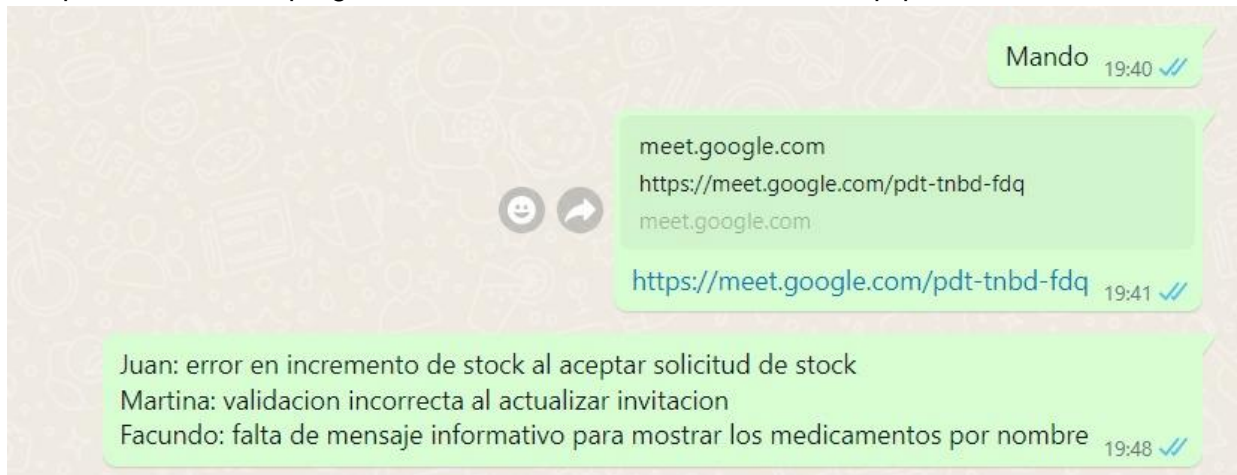 Mando
19:40
meet.google.com
https://meet.google.com/pdt-tnbd-fdq
meet.google.com
https://meet.google.com/pdt-tnbd-fdq
19:41
Juan: error en incremento de stock al aceptar solicitud de stock
Martina: validacion incorrecta al actualizar invitacion
Facundo: falta de mensaje informativo para mostrar los medicamentos por nombre
19:48